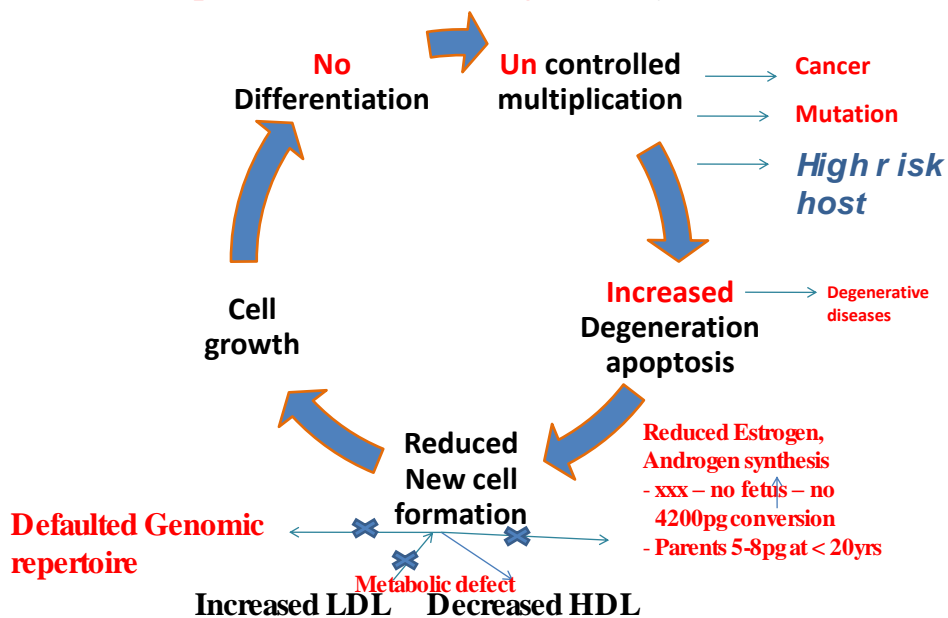 No
Differentiation
Un controlled
multiplication
Cancer
Mutation
High r isk
host
Increased
Degeneration
apoptosis
Degenerative
diseases
Cell
growth
Reduced
New cell
formation
Reduced Estrogen,
Androgen synthesis
- xxx – no fetus – no
4200pg conversion
- Parents 5-8pg at < 20yrs
Defaulted Genomic
repertoire
Metabolic defect
Increased LDL
Decreased HDL